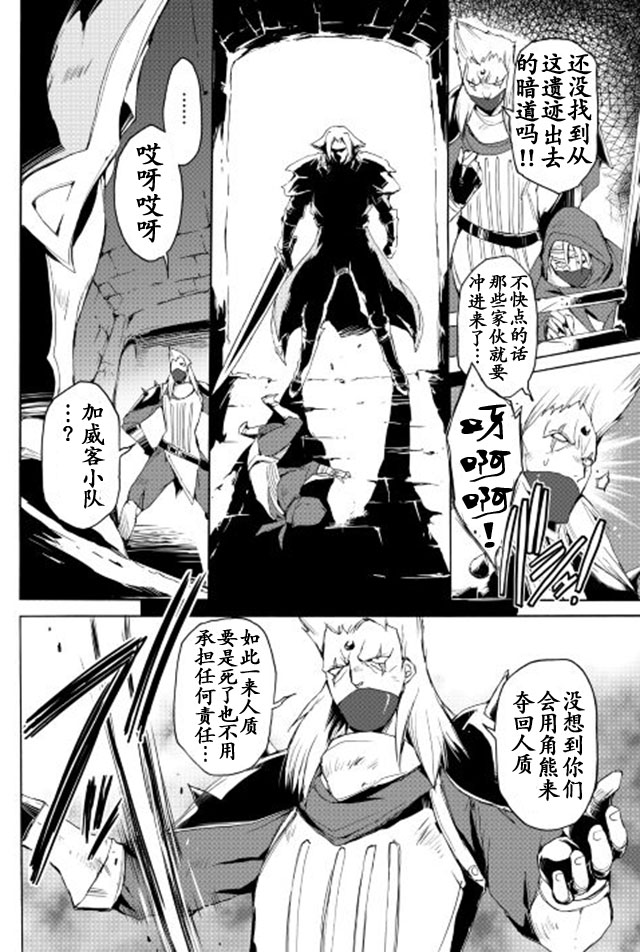 还没找到从
这遗迹出去
的暗道吗!!
不快点的话
那些家伙就要
冲进来了…
呀
啊
啊!
……
哎呀哎呀
加威客小队
…?
没想到你们
会用角熊来
夺回人质
如此一来人质
要是死了也不用
承担任何责任…